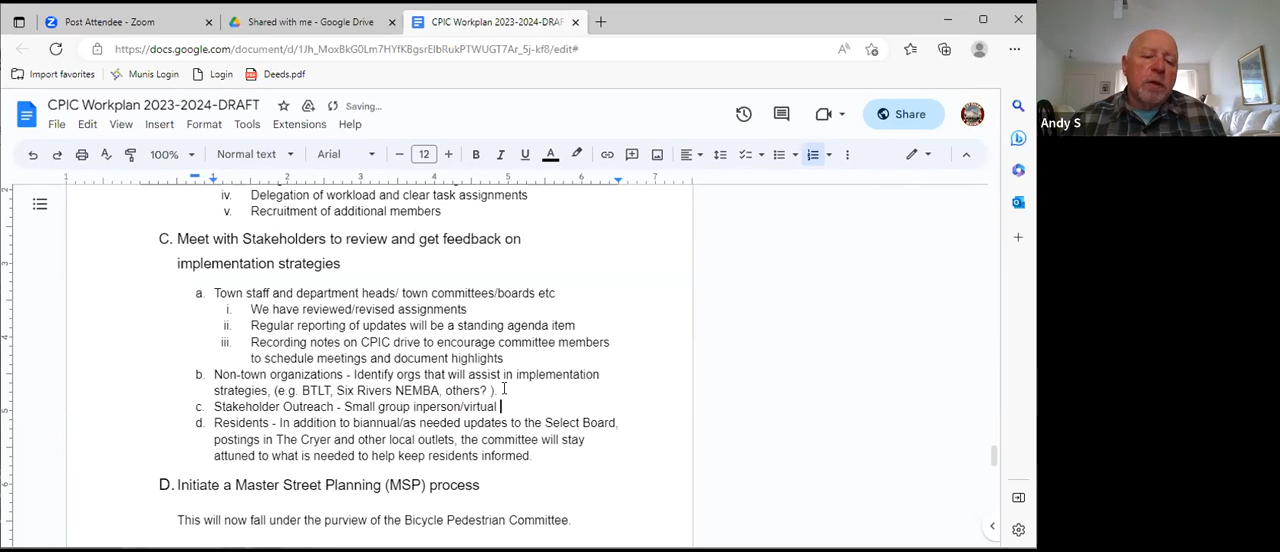 Post Attendee - Zoom
Shared with me - Google Drive
CPIC Workplan 2023-2024-DRAFT
https://docs.google.com/document/d/1Jh_MoxBkG0Lm7HYfKBgsrElbRukPTWUGT7Ar_5j-kf8/edit#
Import favorites
Munis Login
Login
Deeds.pdf
CPIC Workplan 2023-2024-DRAFT
Saving...
File Edit View Insert Format Tools Extensions Help
Share
100% Normal text Arial 12 B I U A
1 1 2 3 4 5 6 7
iv. Delegation of workload and clear task assignments
v. Recruitment of additional members
C. Meet with Stakeholders to review and get feedback on
implementation strategies
a. Town staff and department heads/ town committees/boards etc
i. We have reviewed/revised assignments
ii. Regular reporting of updates will be a standing agenda item
iii. Recording notes on CPIC drive to encourage committee members
to schedule meetings and document highlights
b. Non-town organizations - Identify orgs that will assist in implementation
strategies, (e.g. BTLT, Six Rivers NEMBA, others? ).
c. Stakeholder Outreach - Small group inperson/virtual
d. Residents - In addition to biannual/as needed updates to the Select Board,
postings in The Cryer and other local outlets, the committee will stay
attuned to what is needed to help keep residents informed.
D. Initiate a Master Street Planning (MSP) process
This will now fall under the purview of the Bicycle Pedestrian Committee.
Andy S